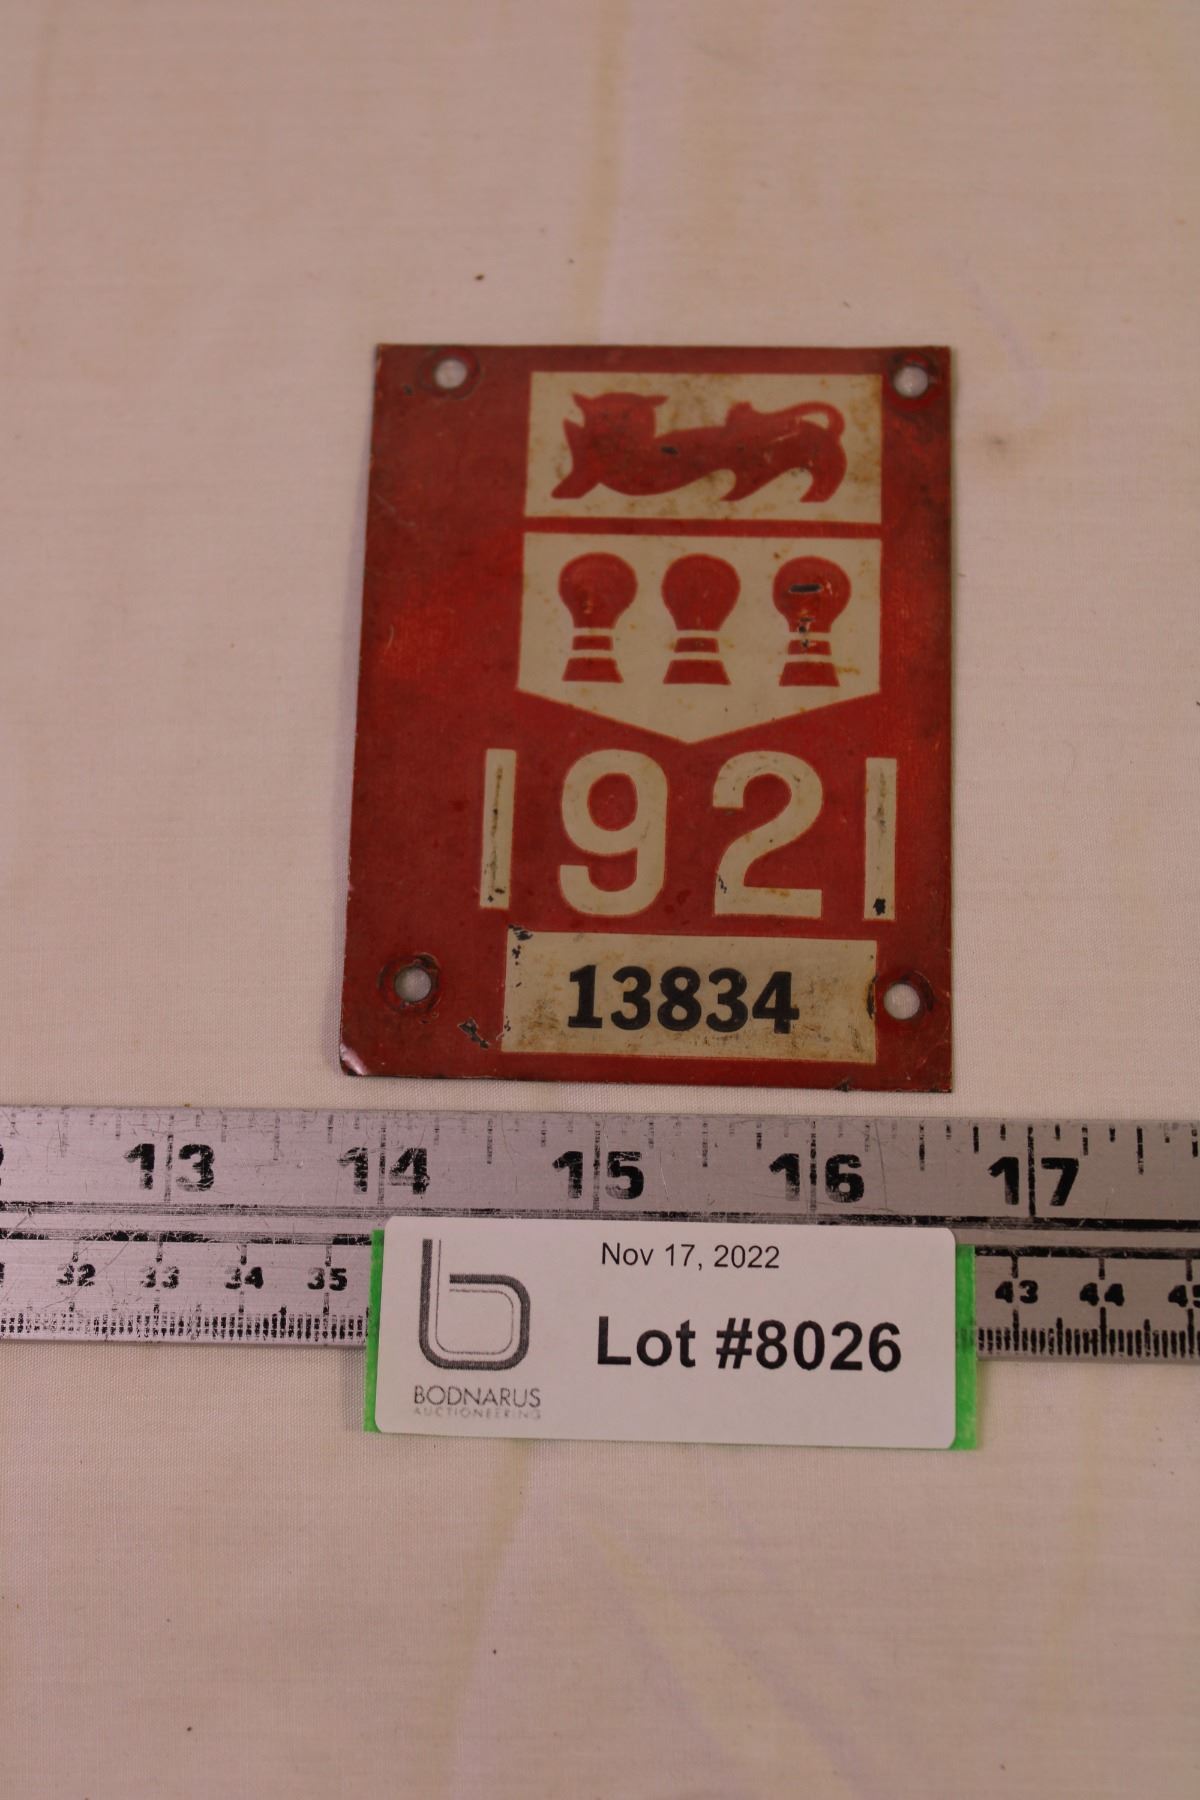 1921
13834
13 14 15 16 17
32 33 34 35 43 44
Nov 17, 2022
Lot #8026
BODNARUS
AUCTIONEERING